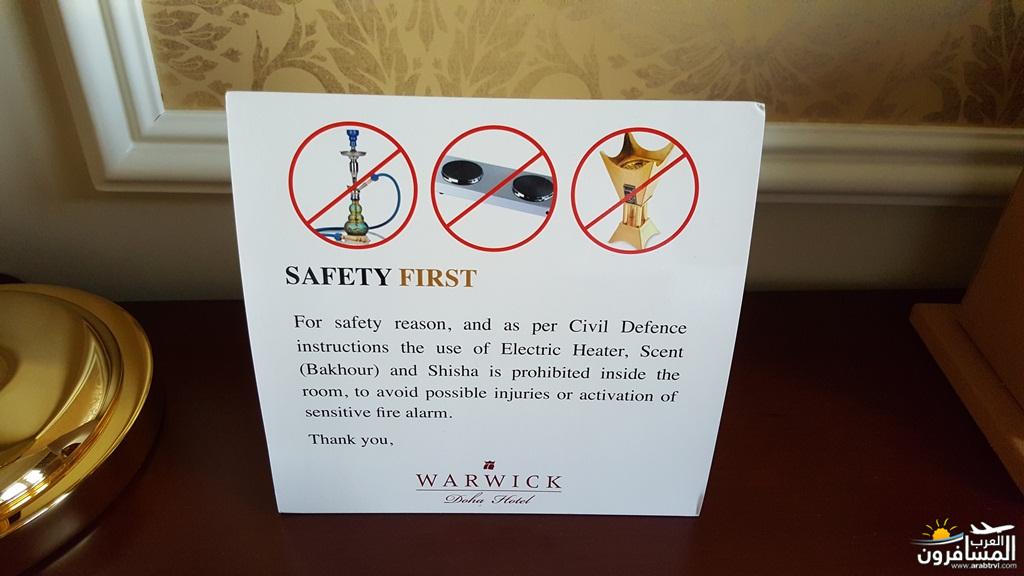 SAFETY FIRST
For safety reason, and as per Civil Defence
instructions the use of Electric Heater, Scent
(Bakhour) and Shisha is prohibited inside the
room, to avoid possible injuries or activation of
sensitive fire alarm.
Thank you,
WARWICK
Doha Hotel
العرب
المسافرون
www.arabtrvl.com